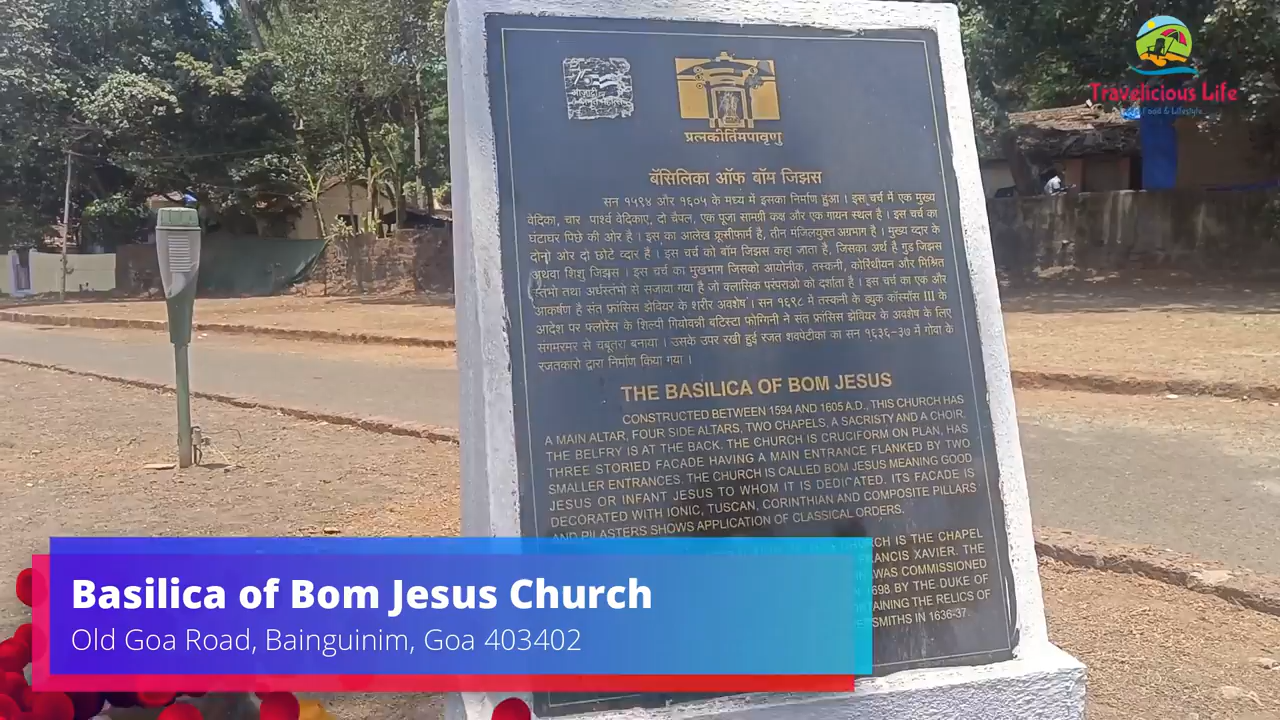 Travelicious Life
Food & Lifestyle
प्रत्नकीर्तिमपावृणु
बॅसिलिका ऑफ बॉम जिझस
सन १५९४ और १६०५ के मध्य में इसका निर्माण हुआ । इस चर्च में एक मुख्य
वेदिका, चार पार्श्व वेदिकाए, दो चैपल, एक पूजा सामग्री कक्ष और एक गायन स्थल है । इस चर्च का
घंटाघर पिछे की ओर है । इस का आलेख क्रूसीफार्म है, तीन मंजिलयुक्त अग्रभाग है । मुख्य व्दार के
दोनो ओर दो छोटे व्दार है । इस चर्च को बॉम जिझस कहा जाता है, जिसका अर्थ है गुड जिझस
अथवा शिशु जिझस । इस चर्च का मुखभाग जिसको आयोनीक, तस्कनी, कोरिंथीयन और मिश्रित
स्तंभो तथा अर्धस्तंभो से सजाया गया है जो क्लासिक परंपराओ को दर्शाता है । इस चर्च का एक और
आकर्षण है संत फ्रांसिस झेवियर के शरीर अवशेष । सन १६९८ में तस्कनी के ड्युक कॉस्मॉस III के
आदेश पर फ्लोरेंस के शिल्पी गियोवन्नी बटिस्टा फोग्गिनी ने संत फ्रांसिस झेवियर के अवशेष के लिए
संगमरमर से चबूतरा बनाया । उसके उपर रखी हुई रजत शवपेटीका का सन १६३६-३७ में गोवा के
रजतकारो द्वारा निर्माण किया गया ।
THE BASILICA OF BOM JESUS
CONSTRUCTED BETWEEN 1594 AND 1605 A.D., THIS CHURCH HAS
A MAIN ALTAR, FOUR SIDE ALTARS, TWO CHAPELS, A SACRISTY AND A CHOIR,
THE BELFRY IS AT THE BACK. THE CHURCH IS CRUCIFORM ON PLAN, HAS
THREE STORIED FACADE HAVING A MAIN ENTRANCE FLANKED BY TWO
SMALLER ENTRANCES. THE CHURCH IS CALLED BOM JESUS MEANING GOOD
JESUS OR INFANT JESUS TO WHOM IT IS DEDICATED. ITS FACADE IS
DECORATED WITH IONIC, TUSCAN, CORINTHIAN AND COMPOSITE PILLARS
AND PILASTERS SHOWS APPLICATION OF CLASSICAL ORDERS.
CHURCH IS THE CHAPEL
FRANCIS XAVIER. THE
WAS COMMISSIONED
1698 BY THE DUKE OF
THE RELICS OF
SMITHS IN 1636-37.
Basilica of Bom Jesus Church
Old Goa Road, Bainguinim, Goa 403402